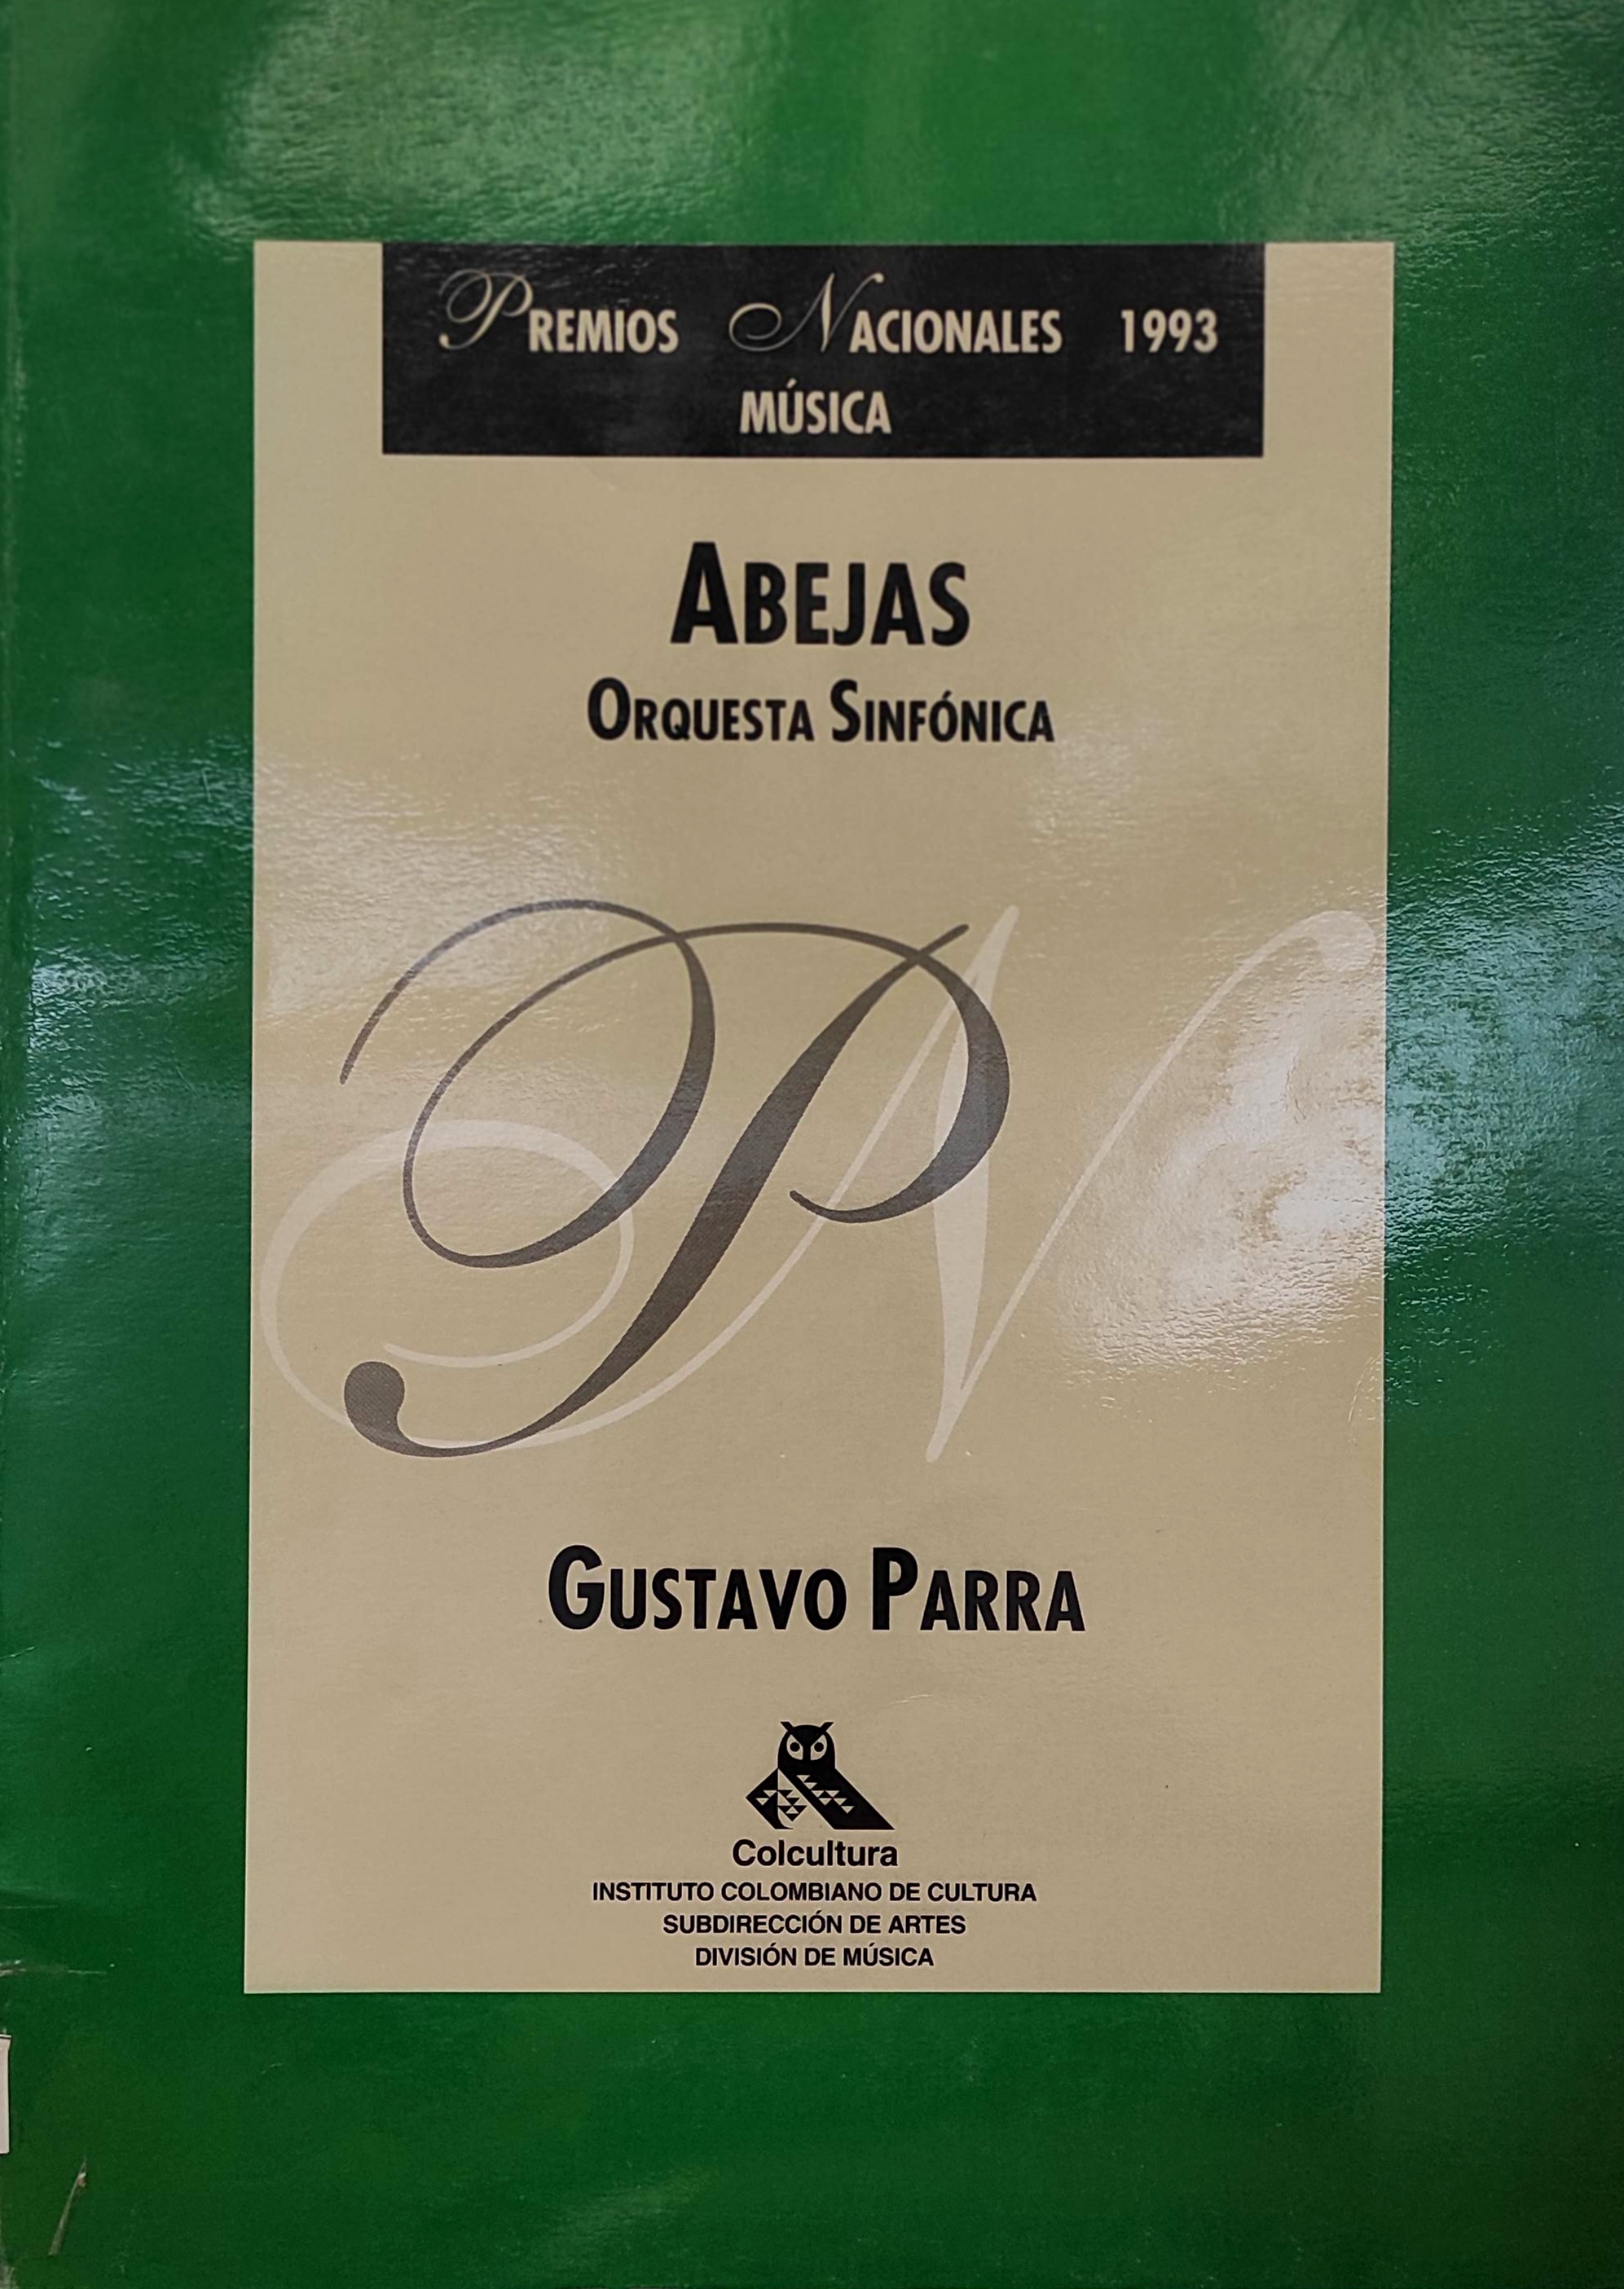 PREMIOS NACIONALES 1993
MÚSICA
ABEJAS
ORQUESTA SINFÓNICA
PN
GUSTAVO PARRA
Colcultura
INSTITUTO COLOMBIANO DE CULTURA
SUBDIRECCIÓN DE ARTES
DIVISIÓN DE MÚSICA